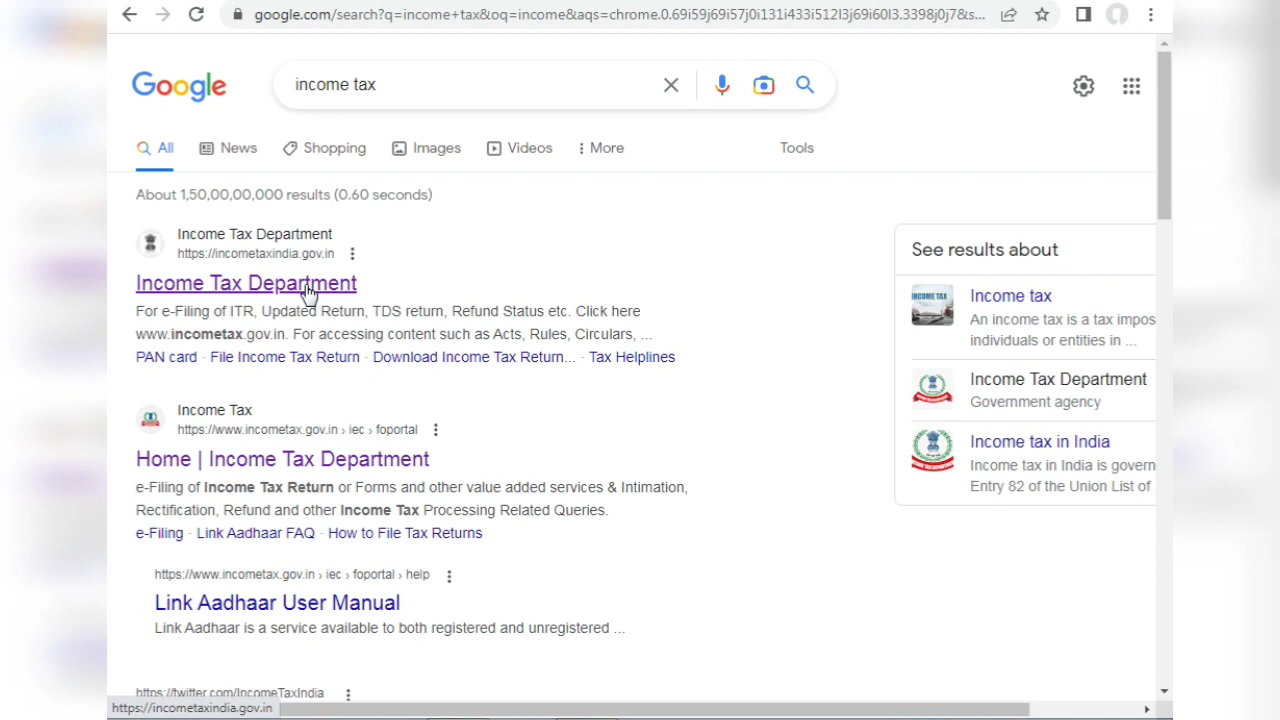 google.com/search?q=income+tax&oq=income&aqs=chrome.0.69i59j69i57j0i131i433i512l3j69i60l3.3398j0j7&s...
Google
income tax
All
News
Shopping
Images
Videos
More
Tools
About 1,50,00,00,000 results (0.60 seconds)
Income Tax Department
https://incometaxindia.gov.in
Income Tax Department
For e-Filing of ITR, Updated Return, TDS return, Refund Status etc. Click here
www.incometax.gov.in. For accessing content such as Acts, Rules, Circulars, ...
PAN card · File Income Tax Return · Download Income Tax Return... · Tax Helplines
Income Tax
https://www.incometax.gov.in › iec › foportal
Home | Income Tax Department
e-Filing of Income Tax Return or Forms and other value added services & Intimation,
Rectification, Refund and other Income Tax Processing Related Queries.
e-Filing · Link Aadhaar FAQ · How to File Tax Returns
https://www.incometax.gov.in › iec › foportal › help
Link Aadhaar User Manual
Link Aadhaar is a service available to both registered and unregistered ...
https://twitter.com/IncomeTaxIndia
https://incometaxindia.gov.in
See results about
INCOME TAX
Income tax
An income tax is a tax impos
individuals or entities in ...
Income Tax Department
Government agency
Income tax in India
Income tax in India is govern
Entry 82 of the Union List of